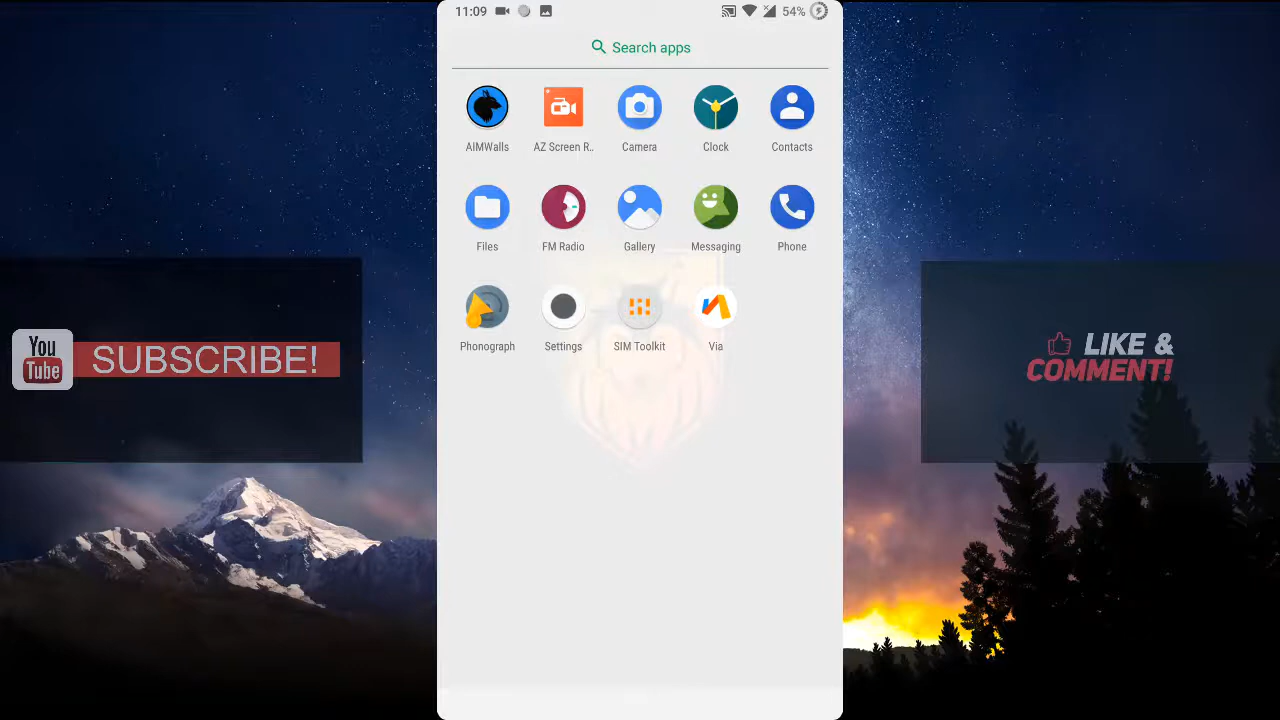 11:09
54%
Search apps
AIMWalls
AZ Screen R..
Camera
Clock
Contacts
Files
FM Radio
Gallery
Messaging
Phone
Phonograph
Settings
SIM Toolkit
Via
You
Tube
SUBSCRIBE!
LIKE &
COMMENT!